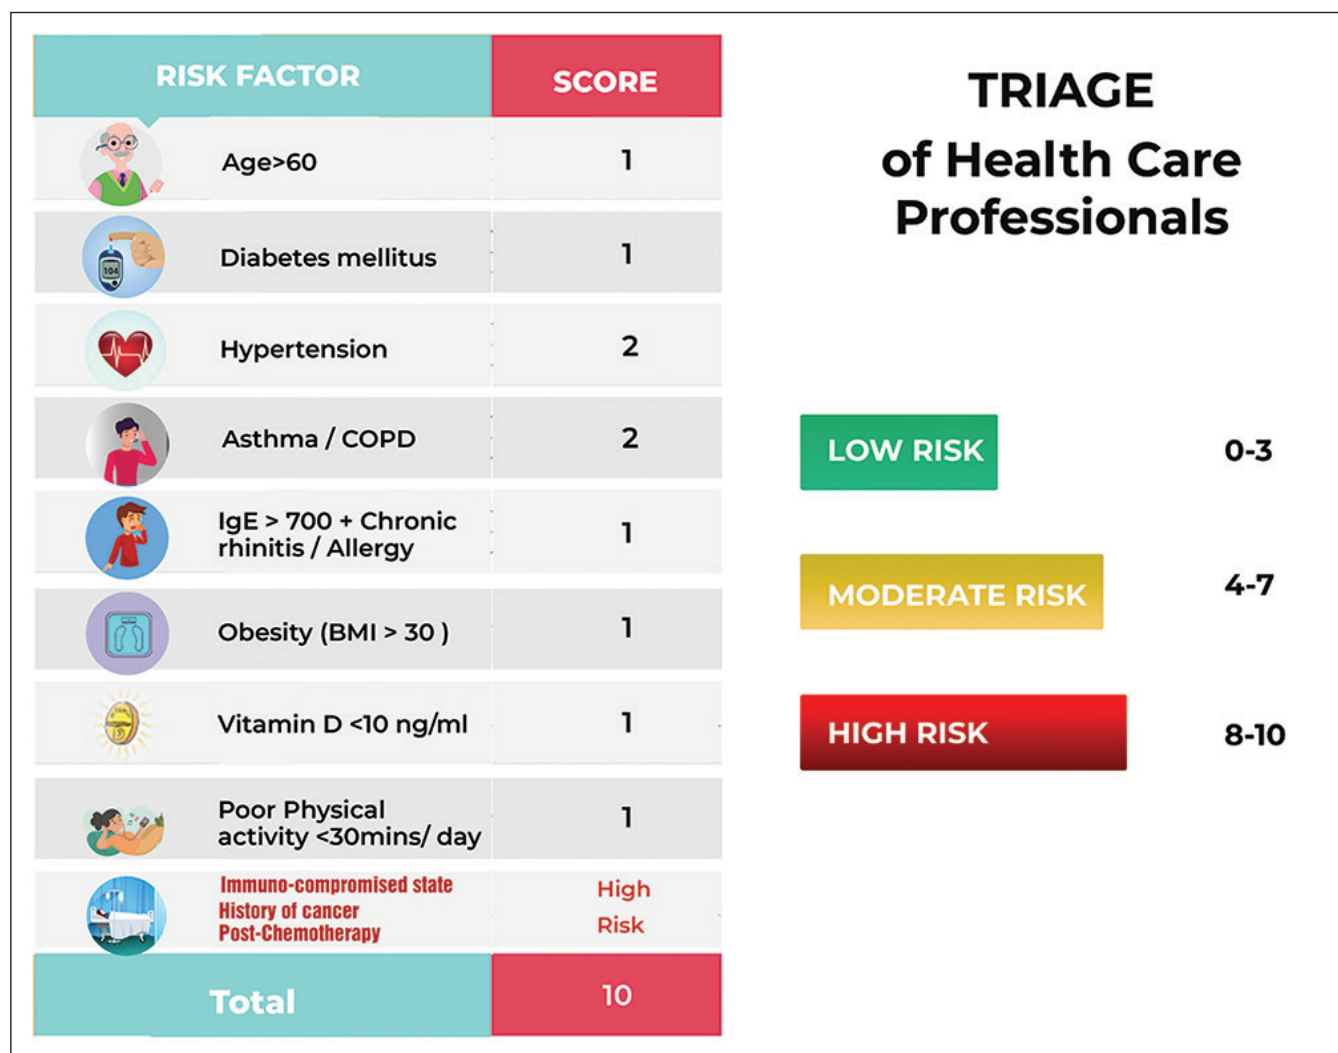 RISK FACTOR SCORE
Age>60 1
104
Diabetes mellitus 1
Hypertension 2
Asthma / COPD 2
IgE > 700 + Chronic
rhinitis / Allergy 1
Obesity (BMI > 30 ) 1
Vitamin D <10 ng/ml 1
Poor Physical
activity <30mins/ day 1
Immuno-compromised state
History of cancer
Post-Chemotherapy
High
Risk
Total 10
TRIAGE
of Health Care
Professionals
LOW RISK 0-3
MODERATE RISK 4-7
HIGH RISK 8-10